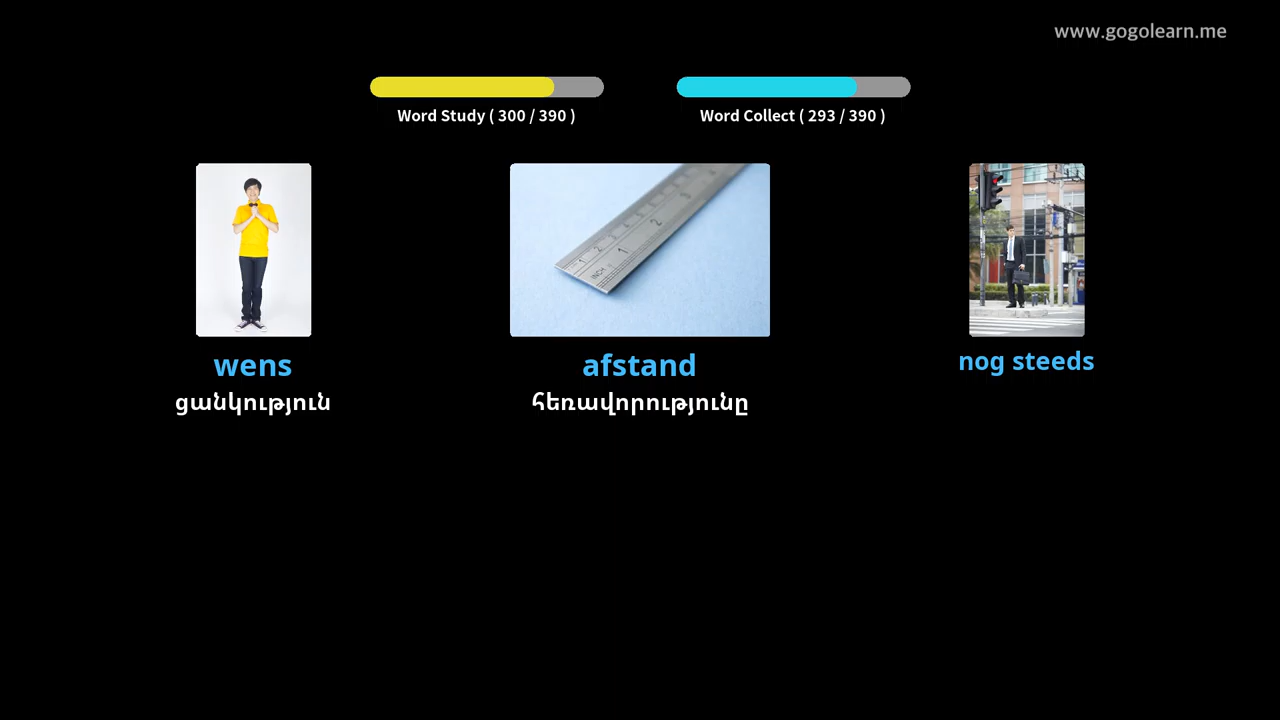 www.gogolearn.me
Word Study ( 300 / 390 )
Word Collect ( 293 / 390 )
wens
afstand
nog steeds
ցանկություն
հեռավորությունը